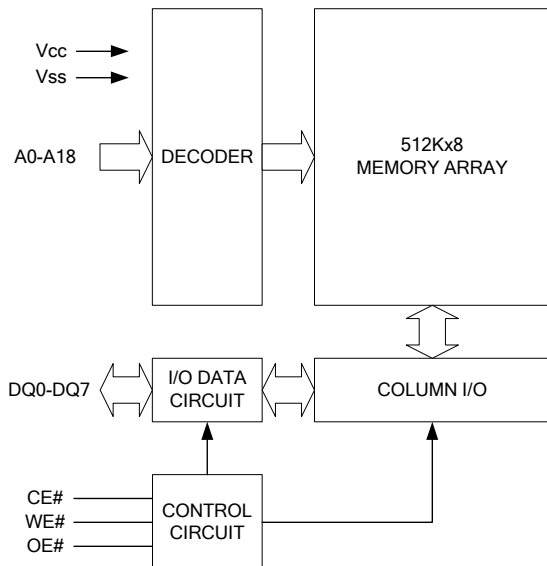 Vcc
Vss
A0-A18
DECODER
512Kx8
MEMORY ARRAY
DQ0-DQ7
I/O DATA
CIRCUIT
COLUMN I/O
CE#
WE#
OE#
CONTROL
CIRCUIT